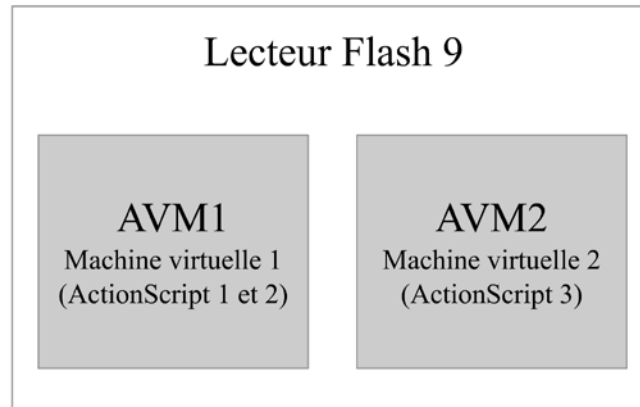 Lecteur Flash 9
AVM1
Machine virtuelle 1
(ActionScript 1 et 2)
AVM2
Machine virtuelle 2
(ActionScript 3)